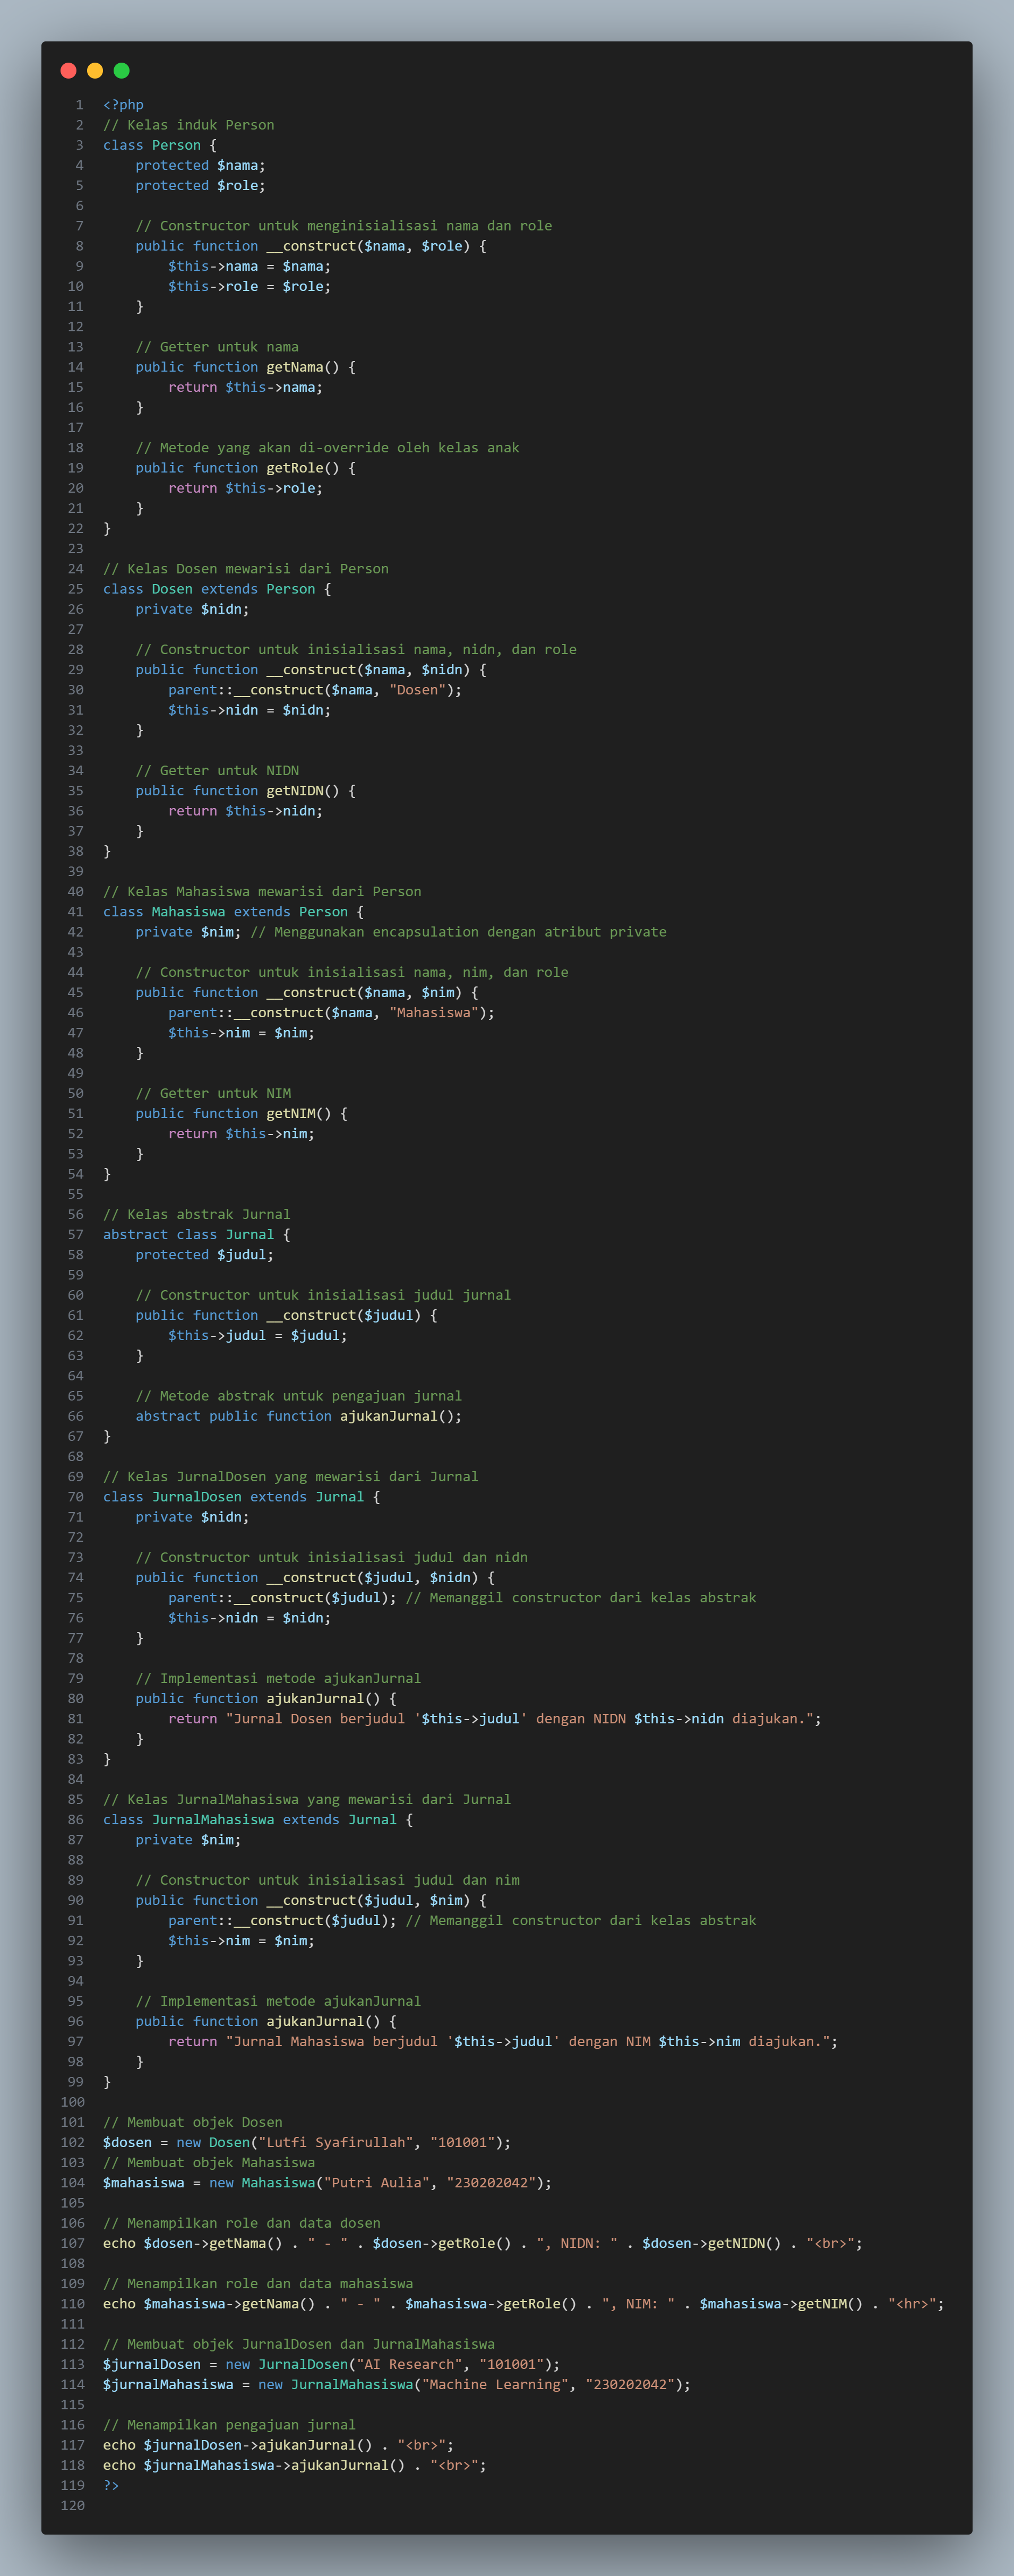 1 <?php
2 // Kelas induk Person
3 class Person {
4     protected $nama;
5     protected $role;
6
7     // Constructor untuk menginisialisasi nama dan role
8     public function __construct($nama, $role) {
9         $this->nama = $nama;
10         $this->role = $role;
11     }
12
13     // Getter untuk nama
14     public function getNama() {
15         return $this->nama;
16     }
17
18     // Metode yang akan di-override oleh kelas anak
19     public function getRole() {
20         return $this->role;
21     }
22 }
23
24 // Kelas Dosen mewarisi dari Person
25 class Dosen extends Person {
26     private $nidn;
27
28     // Constructor untuk inisialisasi nama, nidn, dan role
29     public function __construct($nama, $nidn) {
30         parent::__construct($nama, "Dosen");
31         $this->nidn = $nidn;
32     }
33
34     // Getter untuk NIDN
35     public function getNIDN() {
36         return $this->nidn;
37     }
38 }
39
40 // Kelas Mahasiswa mewarisi dari Person
41 class Mahasiswa extends Person {
42     private $nim; // Menggunakan encapsulation dengan atribut private
43
44     // Constructor untuk inisialisasi nama, nim, dan role
45     public function __construct($nama, $nim) {
46         parent::__construct($nama, "Mahasiswa");
47         $this->nim = $nim;
48     }
49
50     // Getter untuk NIM
51     public function getNIM() {
52         return $this->nim;
53     }
54 }
55
56 // Kelas abstrak Jurnal
57 abstract class Jurnal {
58     protected $judul;
59
60     // Constructor untuk inisialisasi judul jurnal
61     public function __construct($judul) {
62         $this->judul = $judul;
63     }
64
65     // Metode abstrak untuk pengajuan jurnal
66     abstract public function ajukanJurnal();
67 }
68
69 // Kelas JurnalDosen yang mewarisi dari Jurnal
70 class JurnalDosen extends Jurnal {
71     private $nidn;
72
73     // Constructor untuk inisialisasi judul dan nidn
74     public function __construct($judul, $nidn) {
75         parent::__construct($judul); // Memanggil constructor dari kelas abstrak
76         $this->nidn = $nidn;
77     }
78
79     // Implementasi metode ajukanJurnal
80     public function ajukanJurnal() {
81         return "Jurnal Dosen berjudul '$this->judul' dengan NIDN $this->nidn diajukan.";
82     }
83 }
84
85 // Kelas JurnalMahasiswa yang mewarisi dari Jurnal
86 class JurnalMahasiswa extends Jurnal {
87     private $nim;
88
89     // Constructor untuk inisialisasi judul dan nim
90     public function __construct($judul, $nim) {
91         parent::__construct($judul); // Memanggil constructor dari kelas abstrak
92         $this->nim = $nim;
93     }
94
95     // Implementasi metode ajukanJurnal
96     public function ajukanJurnal() {
97         return "Jurnal Mahasiswa berjudul '$this->judul' dengan NIM $this->nim diajukan.";
98     }
99 }
100
101 // Membuat objek Dosen
102 $dosen = new Dosen("Lutfi Syafirullah", "101001");
103 // Membuat objek Mahasiswa
104 $mahasiswa = new Mahasiswa("Putri Aulia", "230202042");
105
106 // Menampilkan role dan data dosen
107 echo $dosen->getNama() . " - " . $dosen->getRole() . ", NIDN: " . $dosen->getNIDN() . "<br>";
108
109 // Menampilkan role dan data mahasiswa
110 echo $mahasiswa->getNama() . " - " . $mahasiswa->getRole() . ", NIM: " . $mahasiswa->getNIM() . "<hr>";
111
112 // Membuat objek JurnalDosen dan JurnalMahasiswa
113 $jurnalDosen = new JurnalDosen("AI Research", "101001");
114 $jurnalMahasiswa = new JurnalMahasiswa("Machine Learning", "230202042");
115
116 // Menampilkan pengajuan jurnal
117 echo $jurnalDosen->ajukanJurnal() . "<br>";
118 echo $jurnalMahasiswa->ajukanJurnal() . "<br>";
119 ?>
120